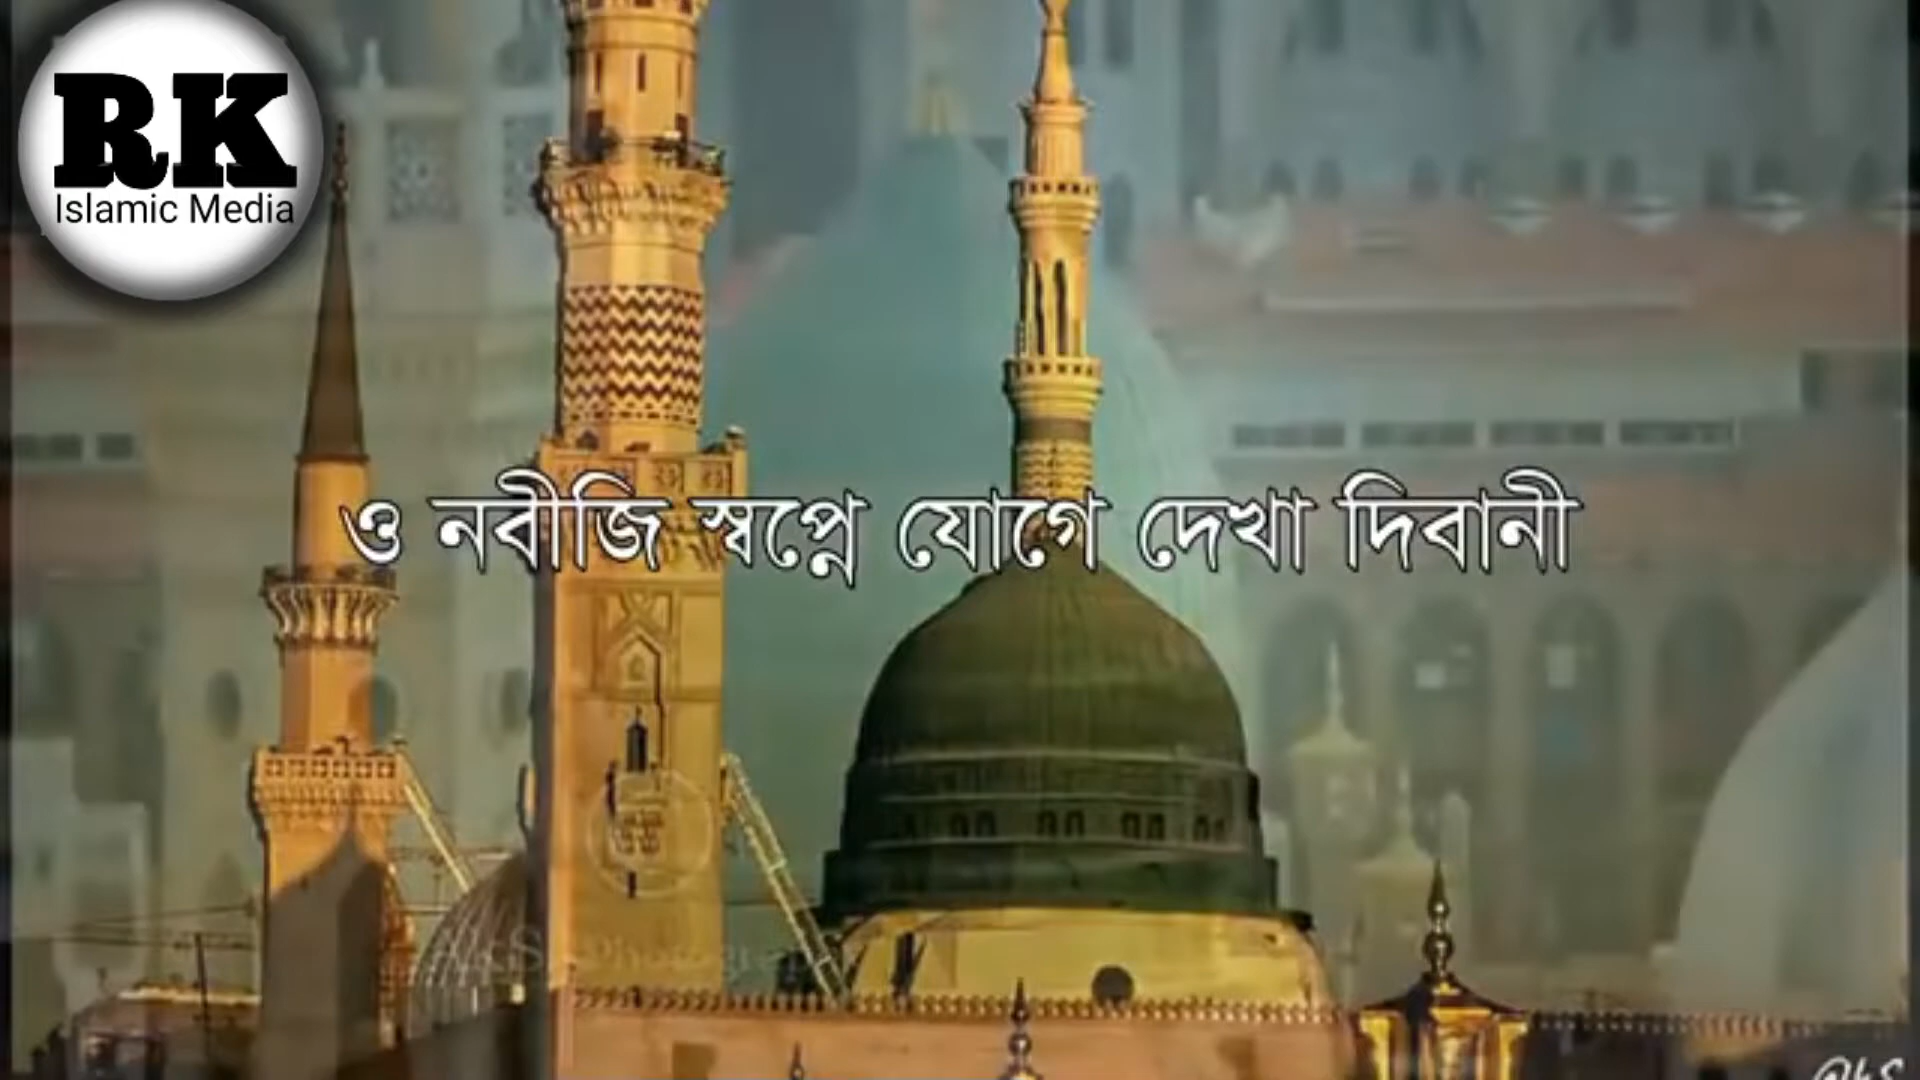 RK
Islamic Media
ও নবীজি স্বপ্নে যোগে দেখা দিবানী